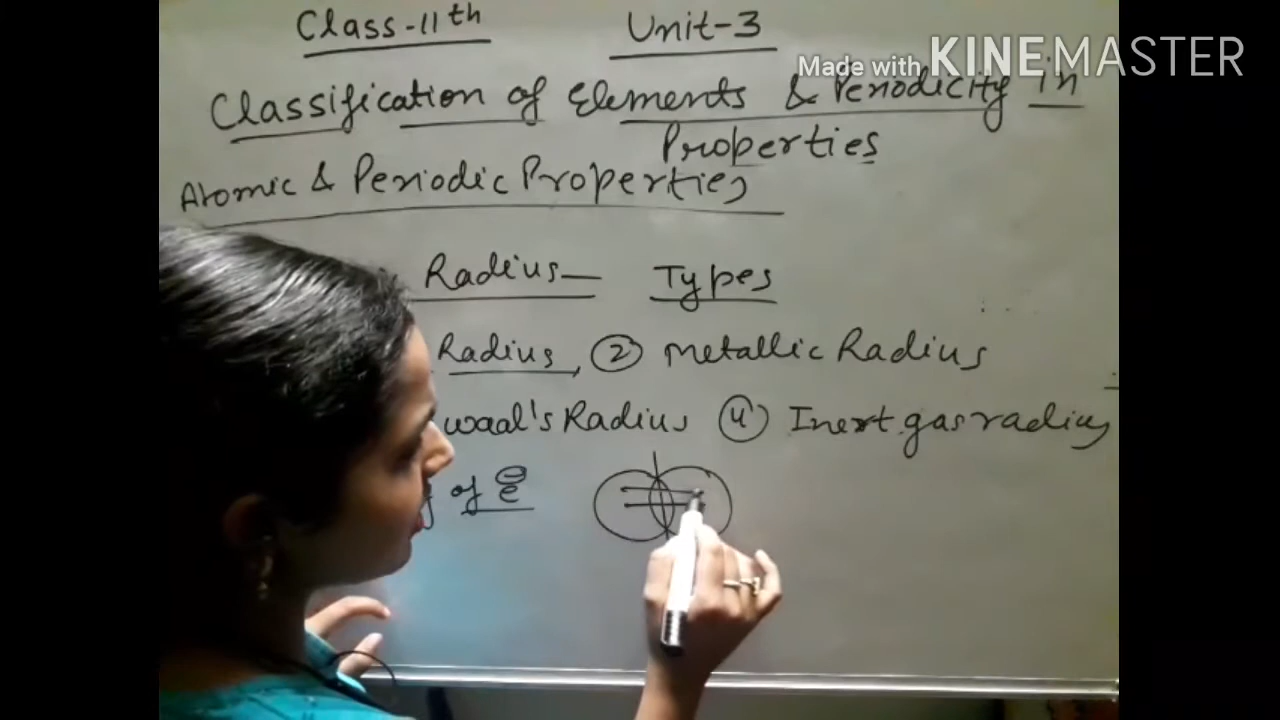 Class-11th Unit-3
Made with KINEMASTER
Classification of Elements & Periodicity in
Properties
Atomic & Periodic Properties
Radius— Types
Radius, ② Metallic Radius
waal's Radius ④ Inert gas radius
of e